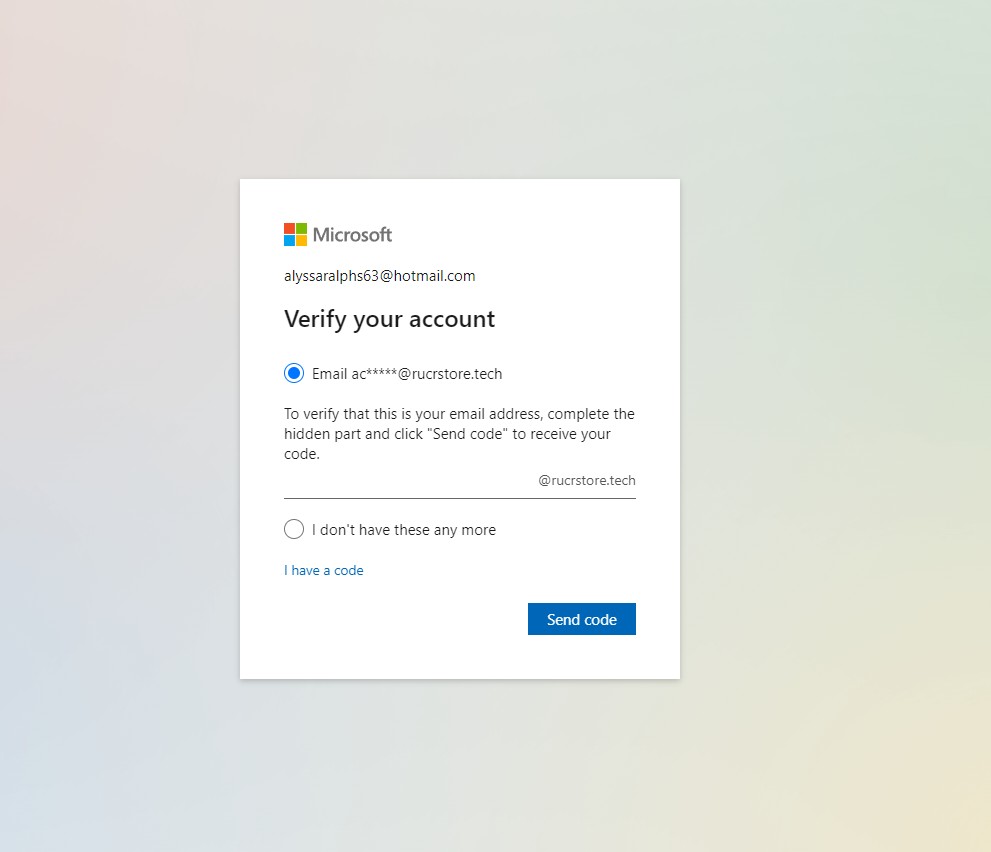 Microsoft
alyssaralphs63@hotmail.com
Verify your account
Email ac*****@rucrstore.tech
To verify that this is your email address, complete the
hidden part and click "Send code" to receive your
code.
@rucrstore.tech
I don't have these any more
I have a code
Send code